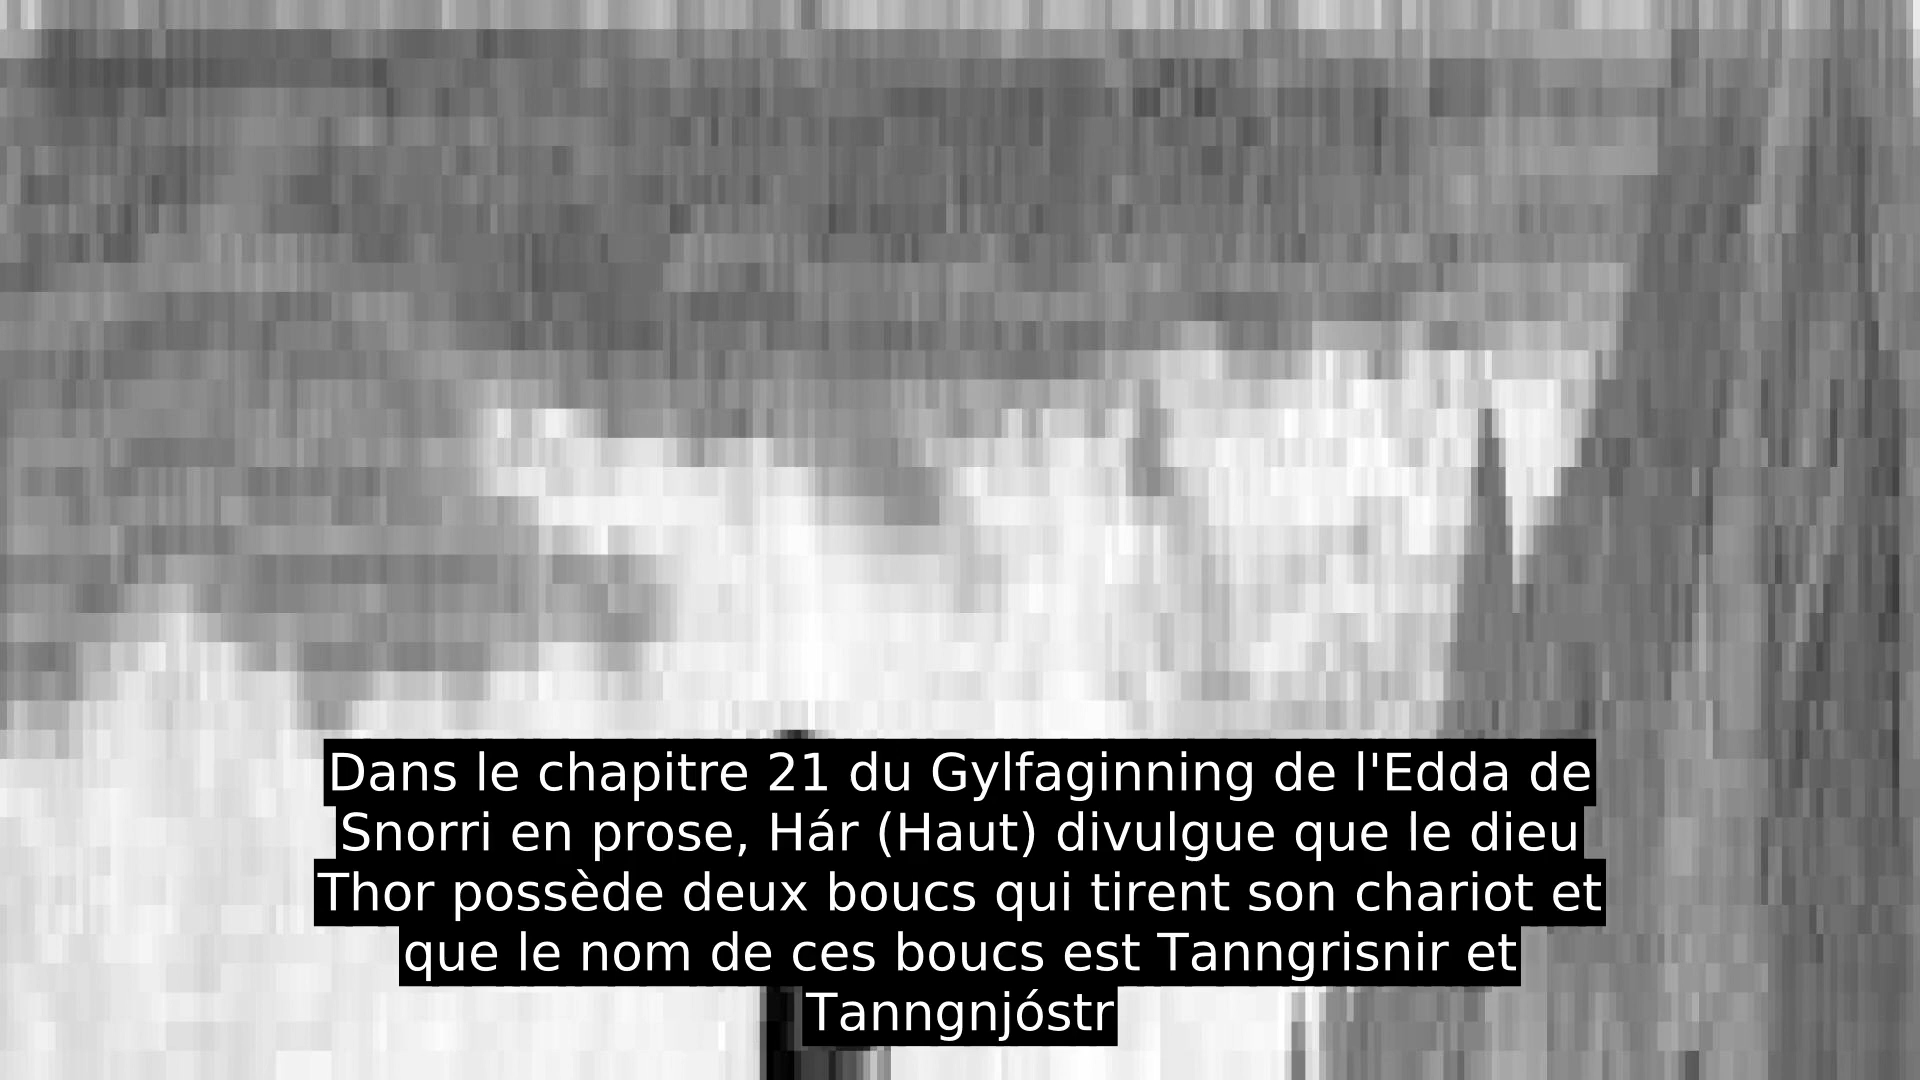 Dans le chapitre 21 du Gylfaginning de l'Edda de
Snorri en prose, Hár (Haut) divulgue que le dieu
Thor possède deux boucs qui tirent son chariot et
que le nom de ces boucs est Tanngrisnir et
Tanngnjóstr